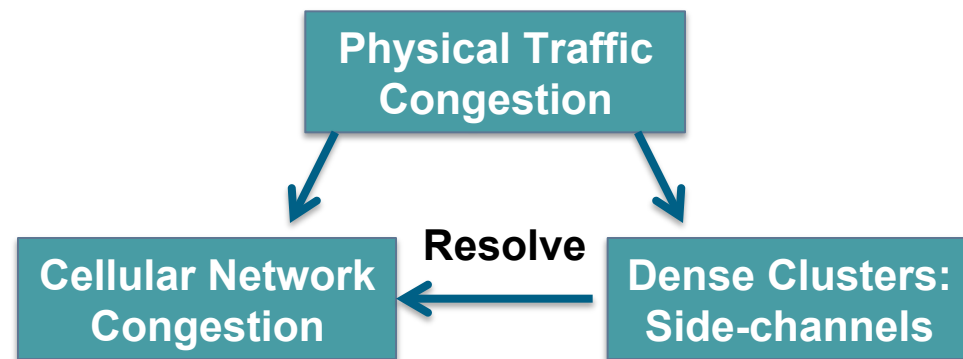 Physical Traffic
Congestion
Resolve
Cellular Network
Congestion
Dense Clusters:
Side-channels